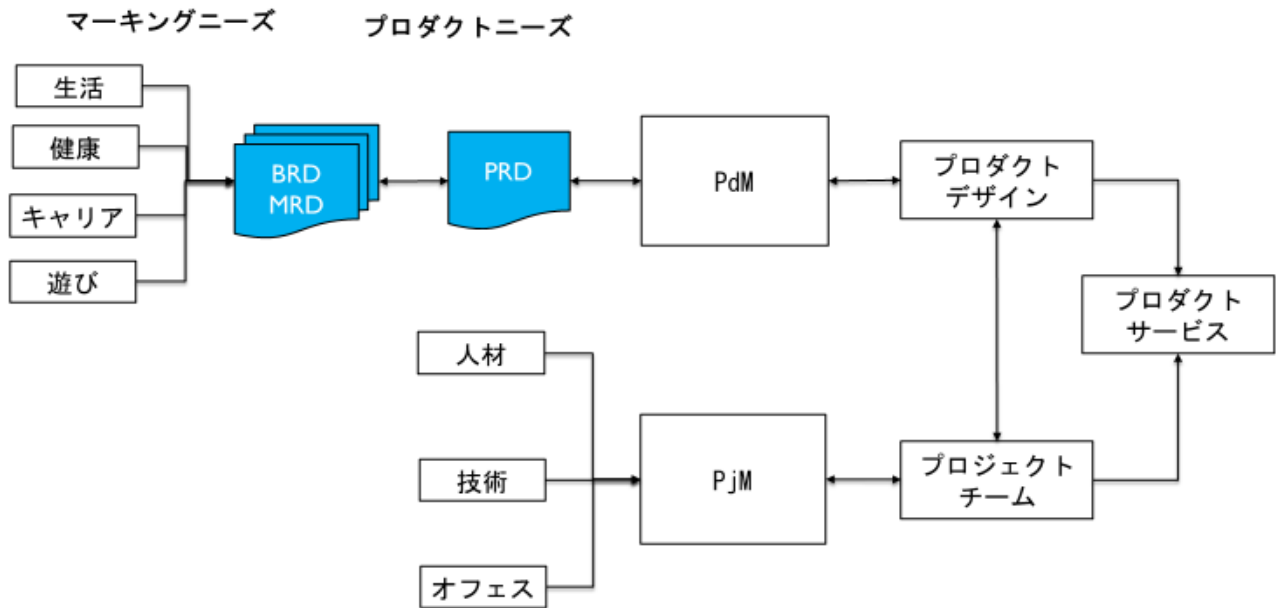 マーキングニーズ
プロダクトニーズ
生活
健康
キャリア
遊び
BRD
MRD
PRD
PdM
プロダクト
デザイン
プロダクト
サービス
人材
技術
オフェス
PjM
プロジェクト
チーム